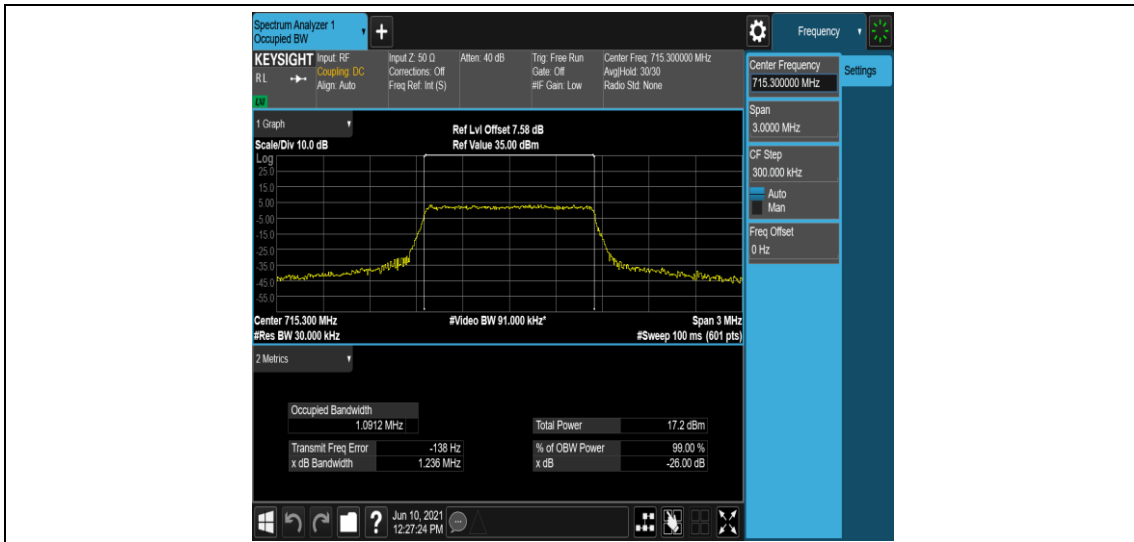 Spectrum Analyzer 1
Occupied BW
+
Frequency
KEYSIGHT
RL
LXI
Input: RF
Coupling: DC
Align: Auto
Input Z: 50 Ω
Corrections: Off
Freq Ref: Int (S)
Atten: 40 dB
Trig: Free Run
Gate: Off
#IF Gain: Low
Center Freq: 715.300000 MHz
Avg|Hold: 30/30
Radio Std: None
Center Frequency
715.300000 MHz
Settings
Span
3.0000 MHz
CF Step
300.000 kHz
Auto
Man
Freq Offset
0 Hz
1 Graph
Scale/Div 10.0 dB
Ref Lvl Offset 7.58 dB
Ref Value 35.00 dBm
Log
25.0
15.0
5.00
-5.00
-15.0
-25.0
-35.0
-45.0
-55.0
Center 715.300 MHz
#Video BW 91.000 kHz*
Span 3 MHz
#Res BW 30.000 kHz
#Sweep 100 ms (601 pts)
2 Metrics
Occupied Bandwidth
1.0912 MHz
Total Power 17.2 dBm
Transmit Freq Error -138 Hz
% of OBW Power 99.00 %
x dB Bandwidth 1.236 MHz
x dB -26.00 dB
?
Jun 10, 2021
12:27:24 PM